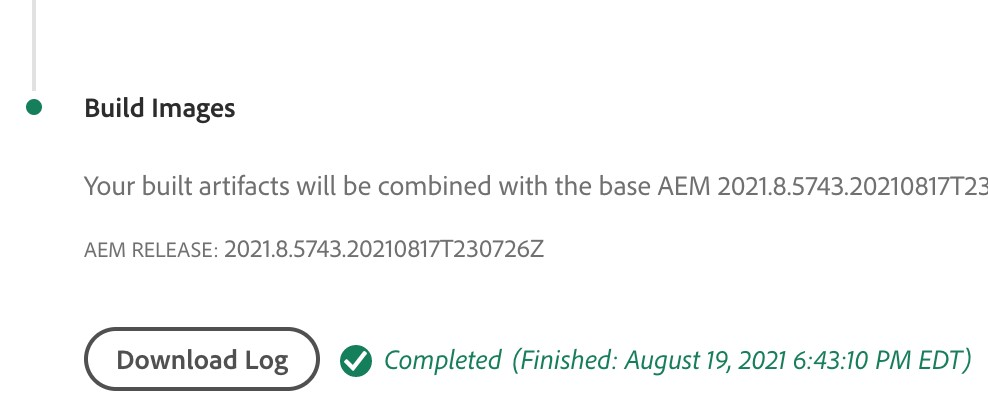 Build Images
Your built artifacts will be combined with the base AEM 2021.8.5743.20210817T23
AEM RELEASE: 2021.8.5743.20210817T230726Z
Download Log Completed (Finished: August 19, 2021 6:43:10 PM EDT)